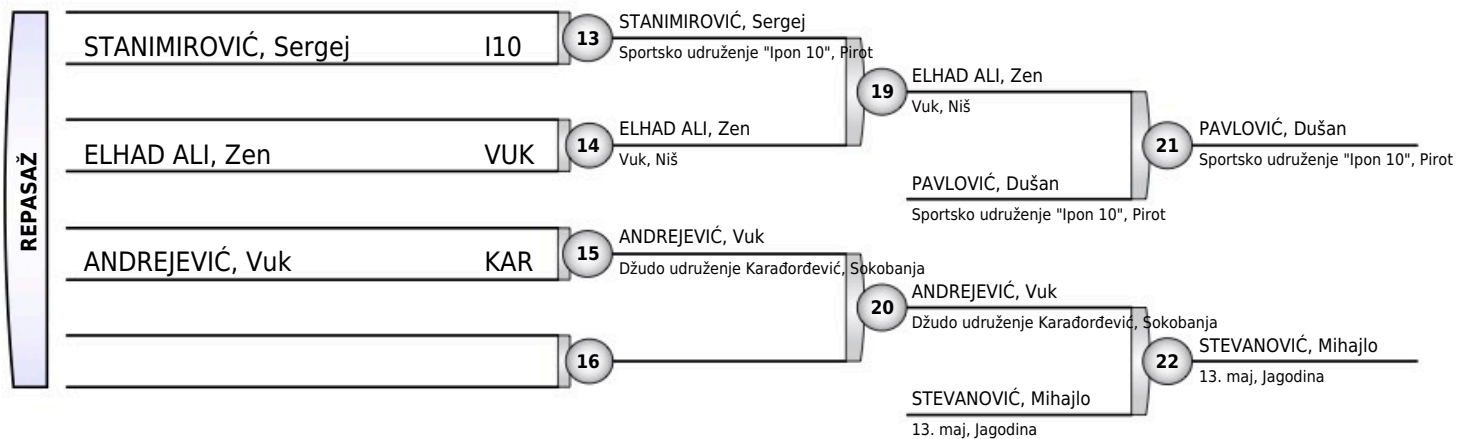 REPASAŽ
STANIMIROVIĆ, Sergej I10
ELHAD ALI, Zen VUK
ANDREJEVIĆ, Vuk KAR
13
STANIMIROVIĆ, Sergej
Sportsko udruženje "Ipon 10", Pirot
14
ELHAD ALI, Zen
Vuk, Niš
15
ANDREJEVIĆ, Vuk
Džudo udruženje Karađorđević, Sokobanja
16
19
ELHAD ALI, Zen
Vuk, Niš
PAVLOVIĆ, Dušan
Sportsko udruženje "Ipon 10", Pirot
20
ANDREJEVIĆ, Vuk
Džudo udruženje Karađorđević, Sokobanja
STEVANOVIĆ, Mihajlo
13. maj, Jagodina
21
PAVLOVIĆ, Dušan
Sportsko udruženje "Ipon 10", Pirot
22
STEVANOVIĆ, Mihajlo
13. maj, Jagodina